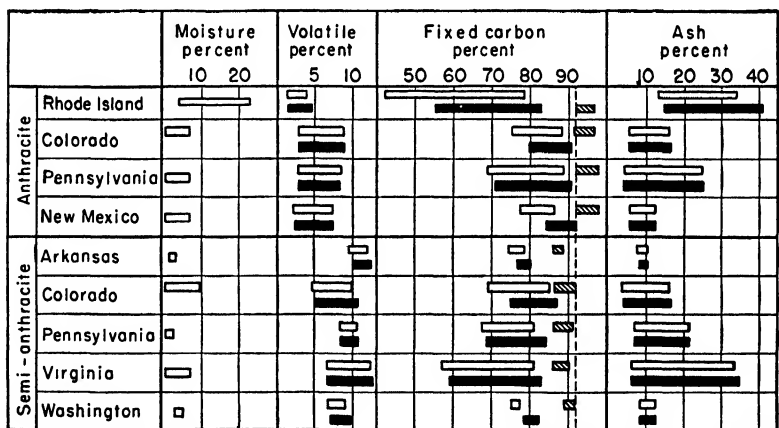 Moisture percent
10 20
Volatile percent
5 10
Fixed carbon percent
50 60 70 80 90
Ash percent
10 20 30 40
Anthracite
Rhode Island
Colorado
Pennsylvania
New Mexico
Semi-anthracite
Arkansas
Colorado
Pennsylvania
Virginia
Washington